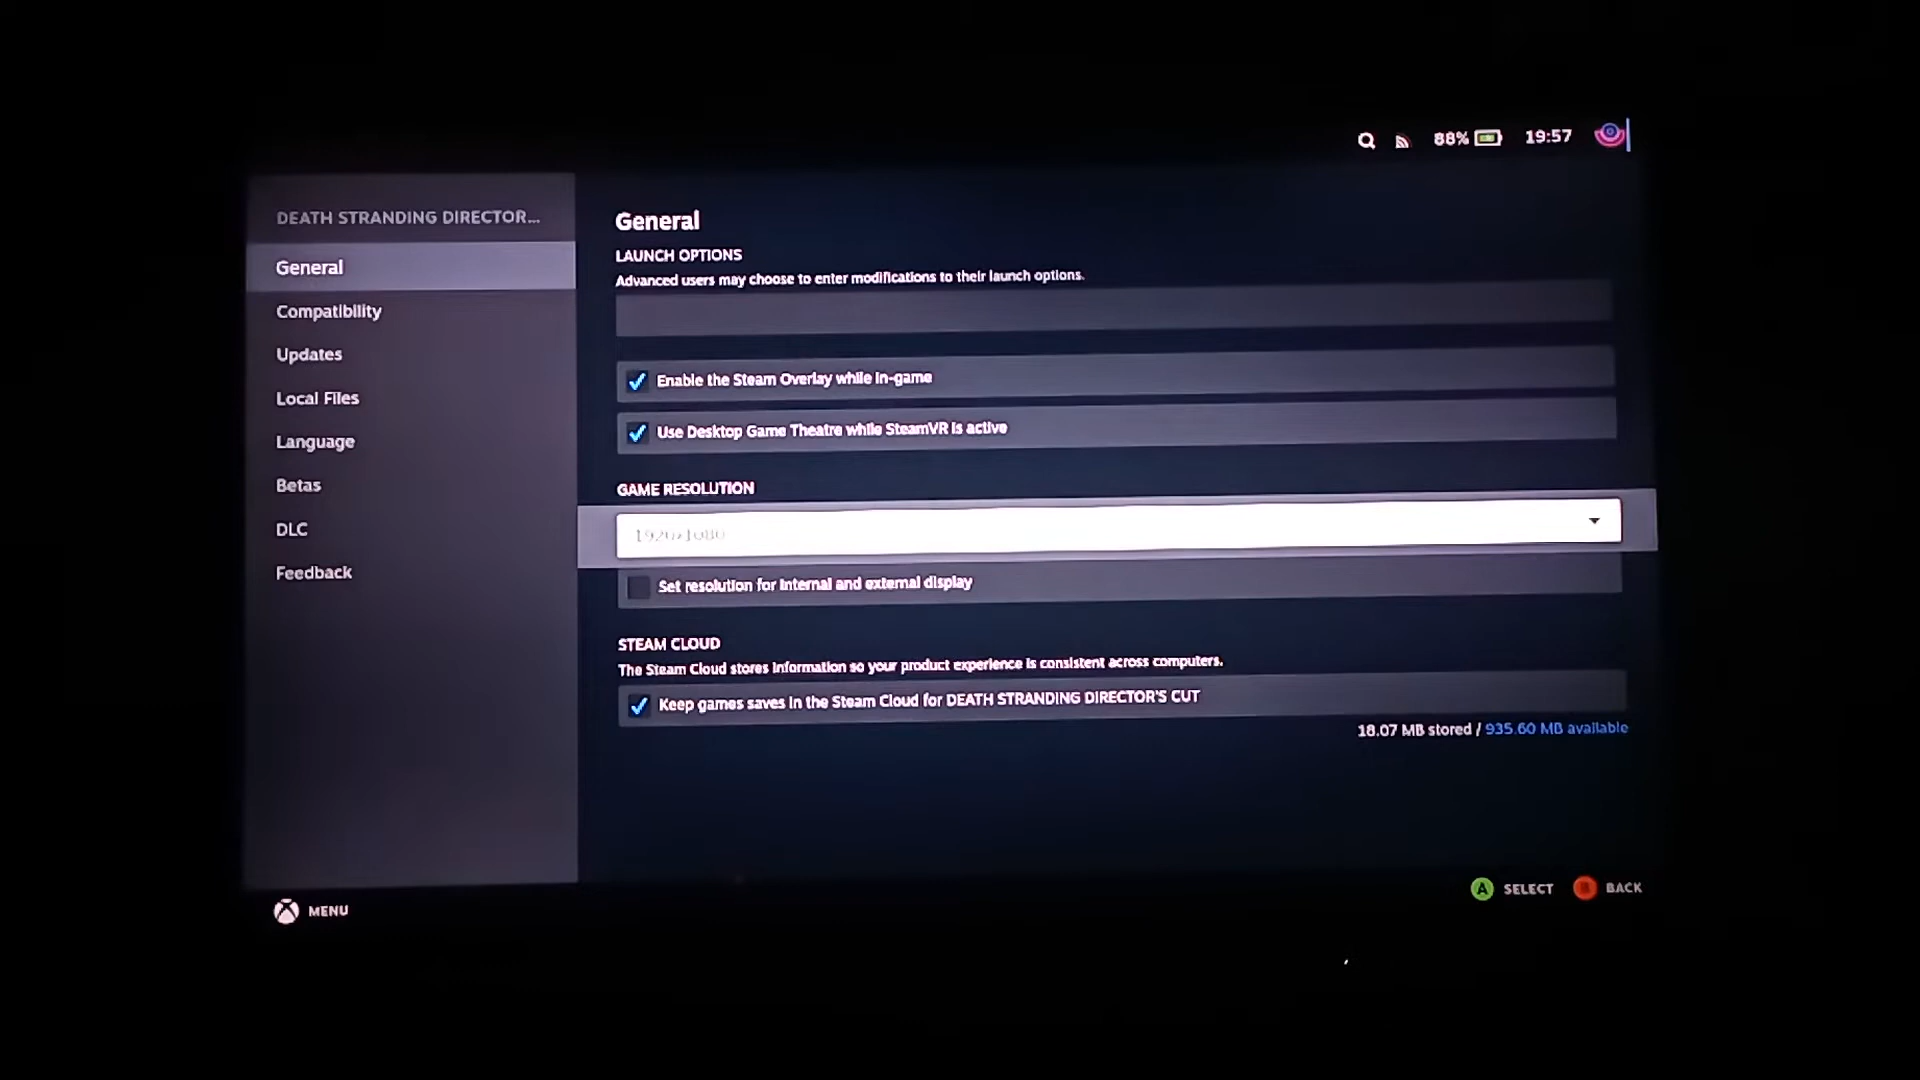 88% 19:57
DEATH STRANDING DIRECTOR...
General
Compatibility
Updates
Local Files
Language
Betas
DLC
Feedback
General
LAUNCH OPTIONS
Advanced users may choose to enter modifications to their launch options.
Enable the Steam Overlay while in-game
Use Desktop Game Theatre while SteamVR is active
GAME RESOLUTION
1920x1080
Set resolution for internal and external display
STEAM CLOUD
The Steam Cloud stores information so your product experience is consistent across computers.
Keep games saves in the Steam Cloud for DEATH STRANDING DIRECTOR'S CUT
18.07 MB stored / 935.60 MB available
MENU
A SELECT B BACK